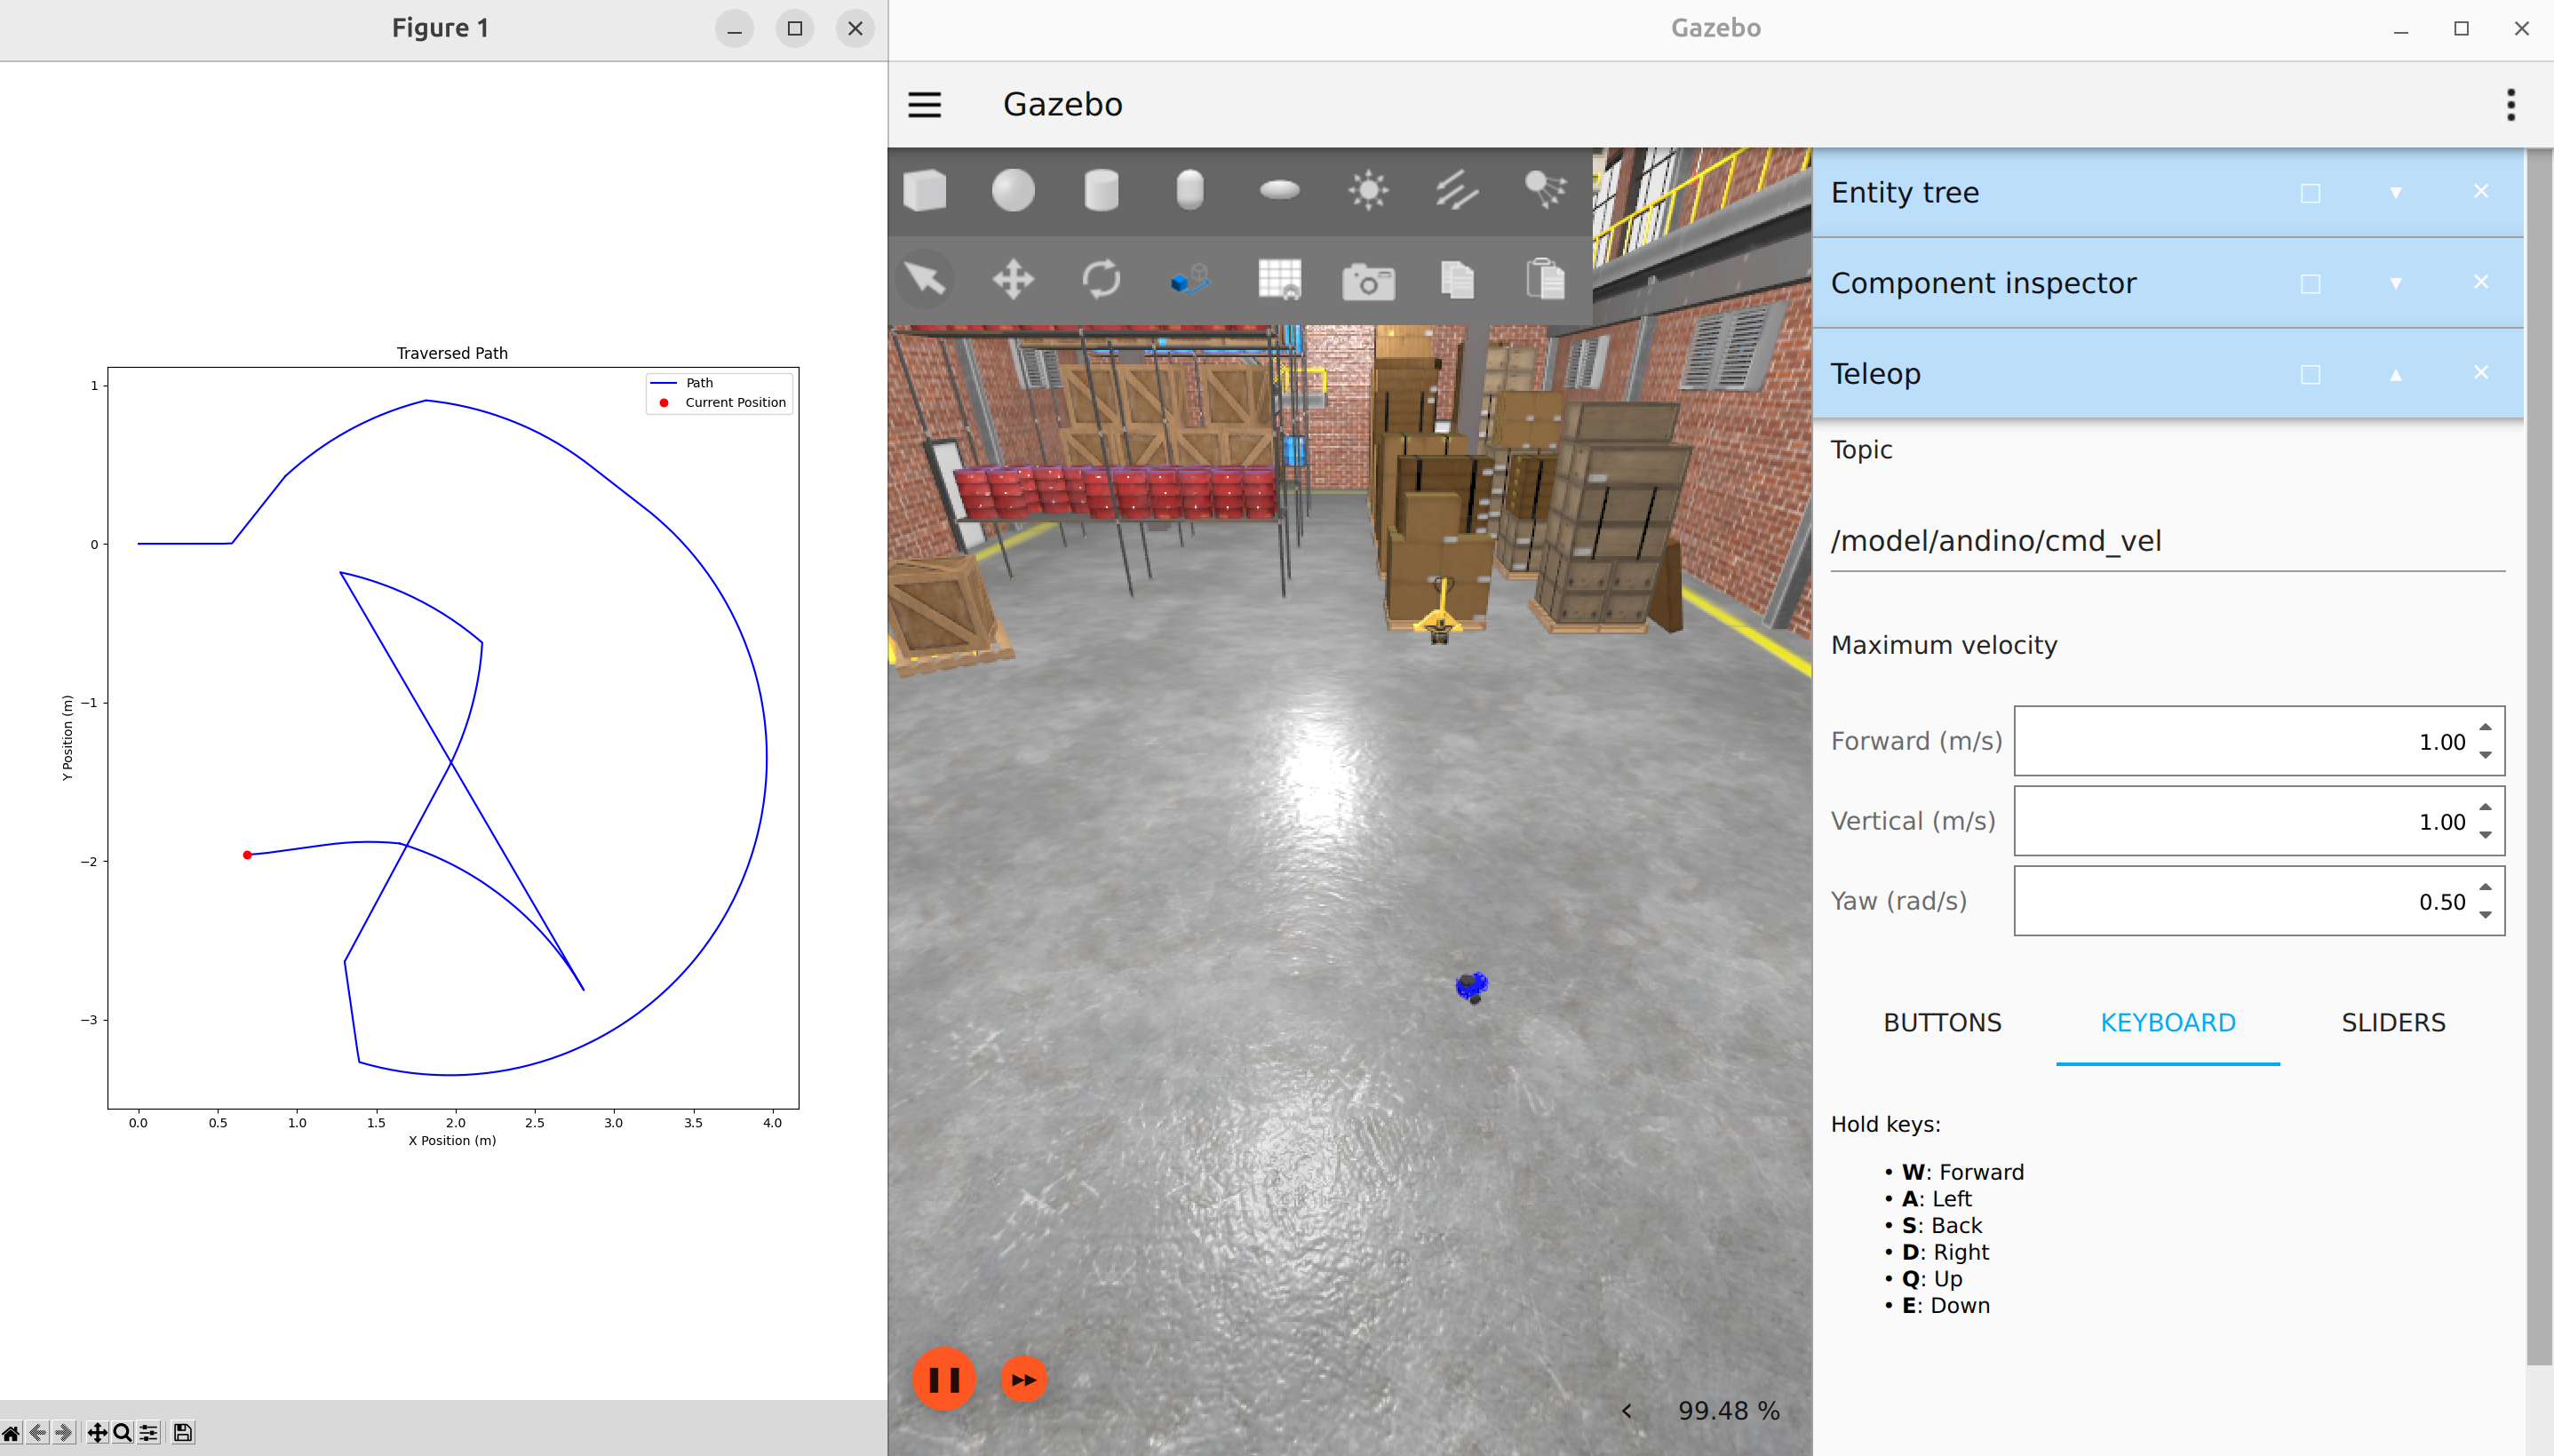 Figure 1
Gazebo
Gazebo
Traversed Path
Path
Current Position
1
0
−1
−2
−3
Y Position (m)
0.0 0.5 1.0 1.5 2.0 2.5 3.0 3.5 4.0
X Position (m)
99.48 %
Entity tree
Component inspector
Teleop
Topic
/model/andino/cmd_vel
Maximum velocity
Forward (m/s) 1.00
Vertical (m/s) 1.00
Yaw (rad/s) 0.50
BUTTONS KEYBOARD SLIDERS
Hold keys:
• W: Forward
• A: Left
• S: Back
• D: Right
• Q: Up
• E: Down